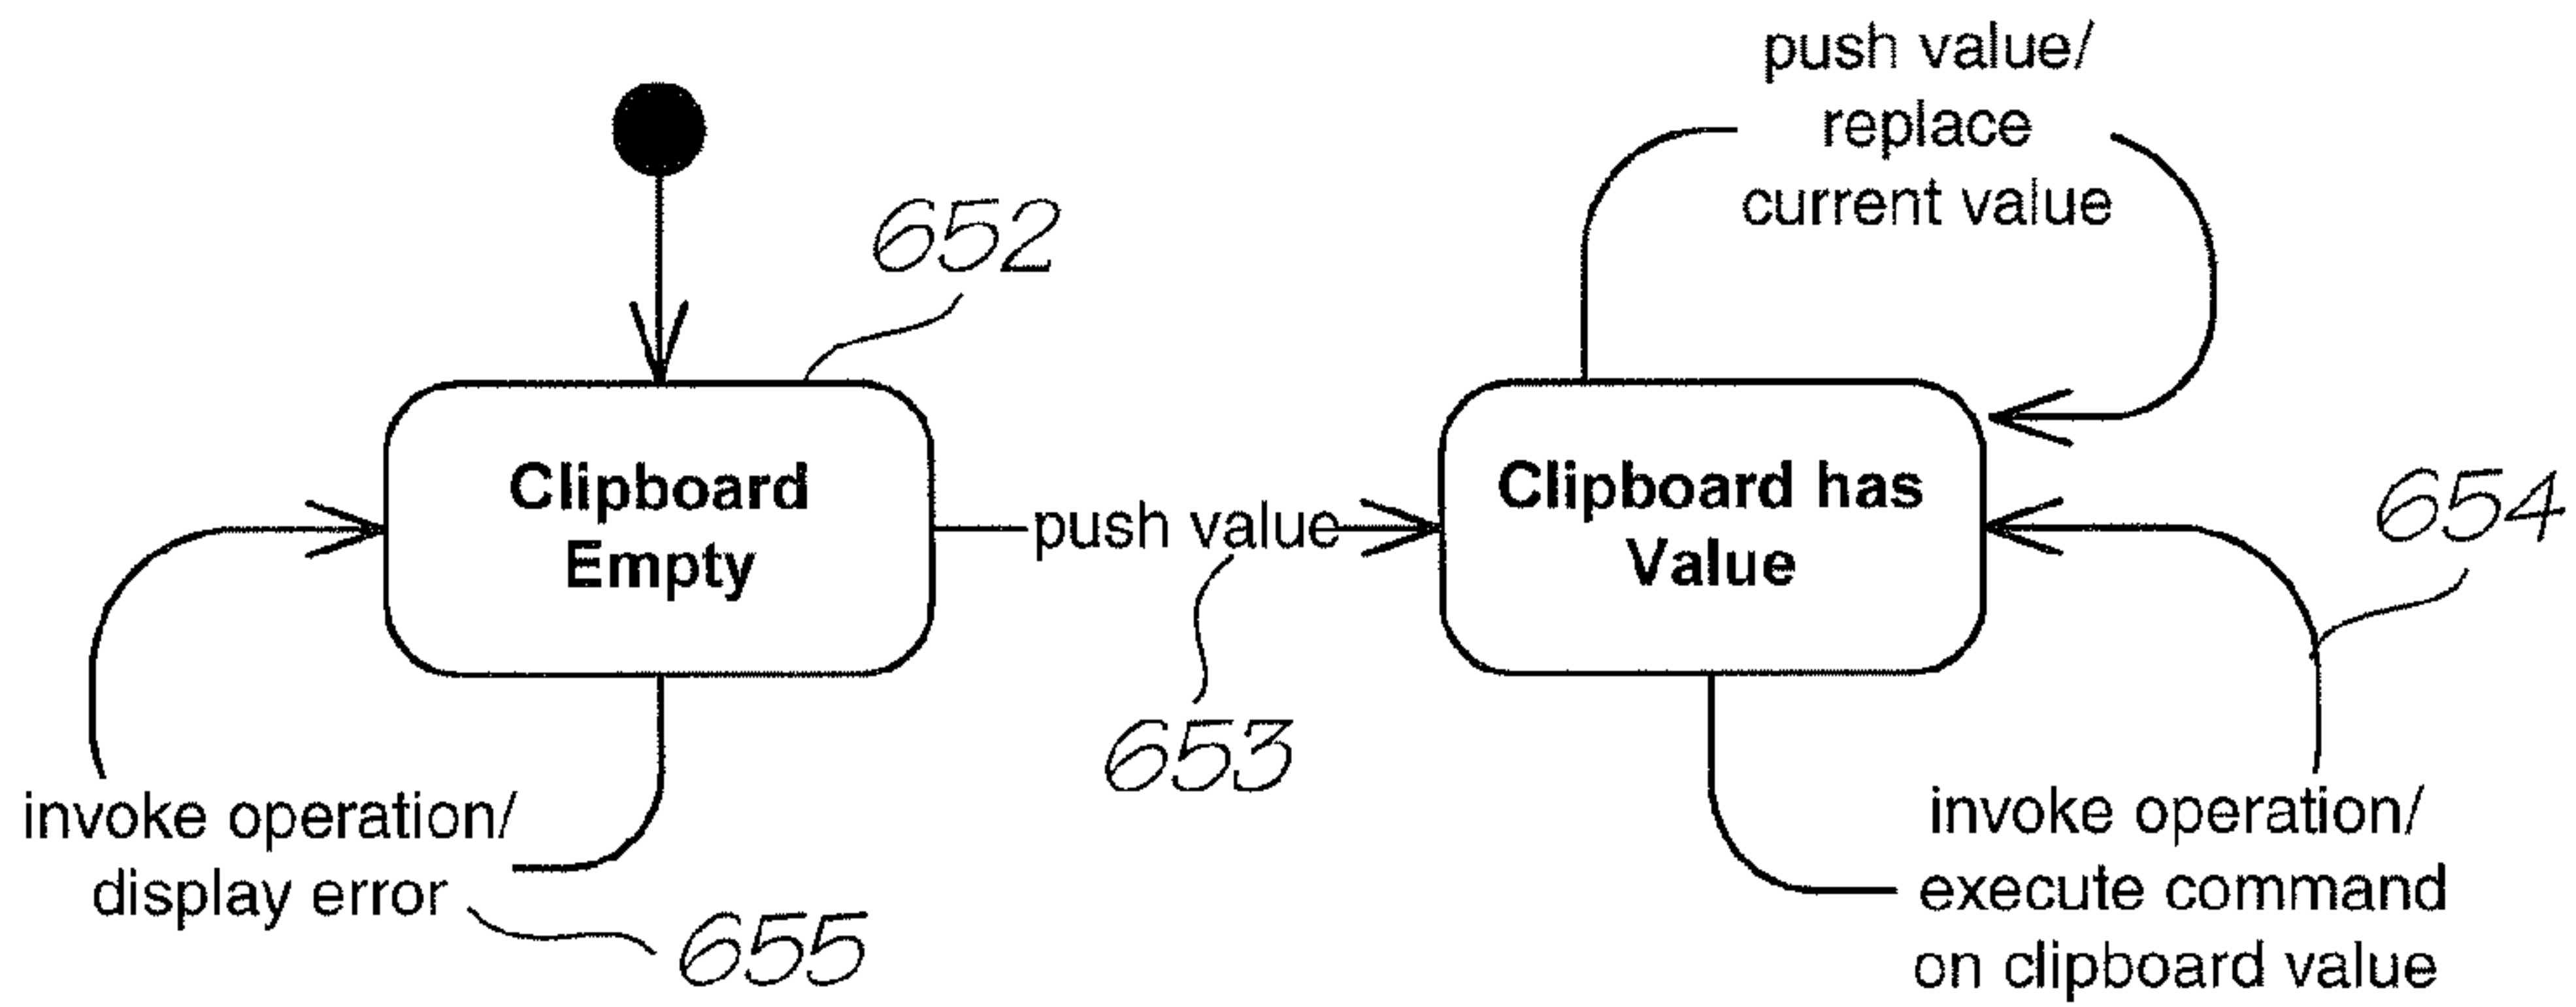 push value/
replace
current value
652
654
Clipboard
Empty
push value
Clipboard has
Value
653
invoke operation/
display error
655
invoke operation/
execute command
on clipboard value